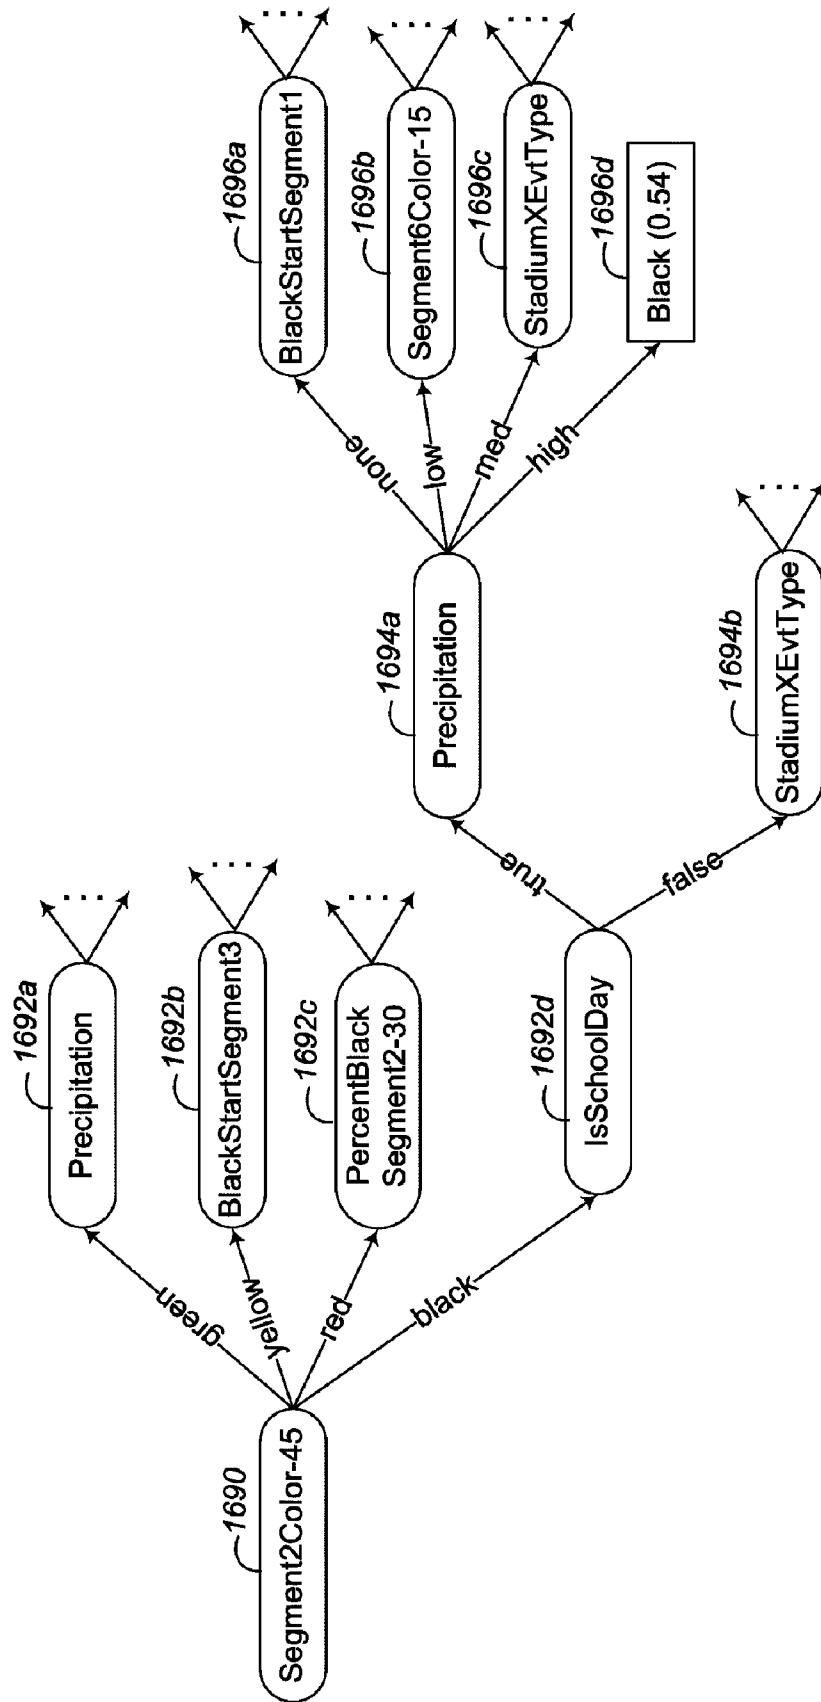 1690
Segment2Color-45
green
yellow
red
black
1692a
Precipitation
...
1692b
BlackStartSegment3
...
1692c
PercentBlack
Segment2-30
...
1692d
IsSchoolDay
true
false
1694a
Precipitation
1694b
StadiumXEvtType
...
none
low
med
high
1696a
BlackStartSegment1
...
1696b
Segment6Color-15
...
1696c
StadiumXEvtType
...
1696d
Black (0.54)